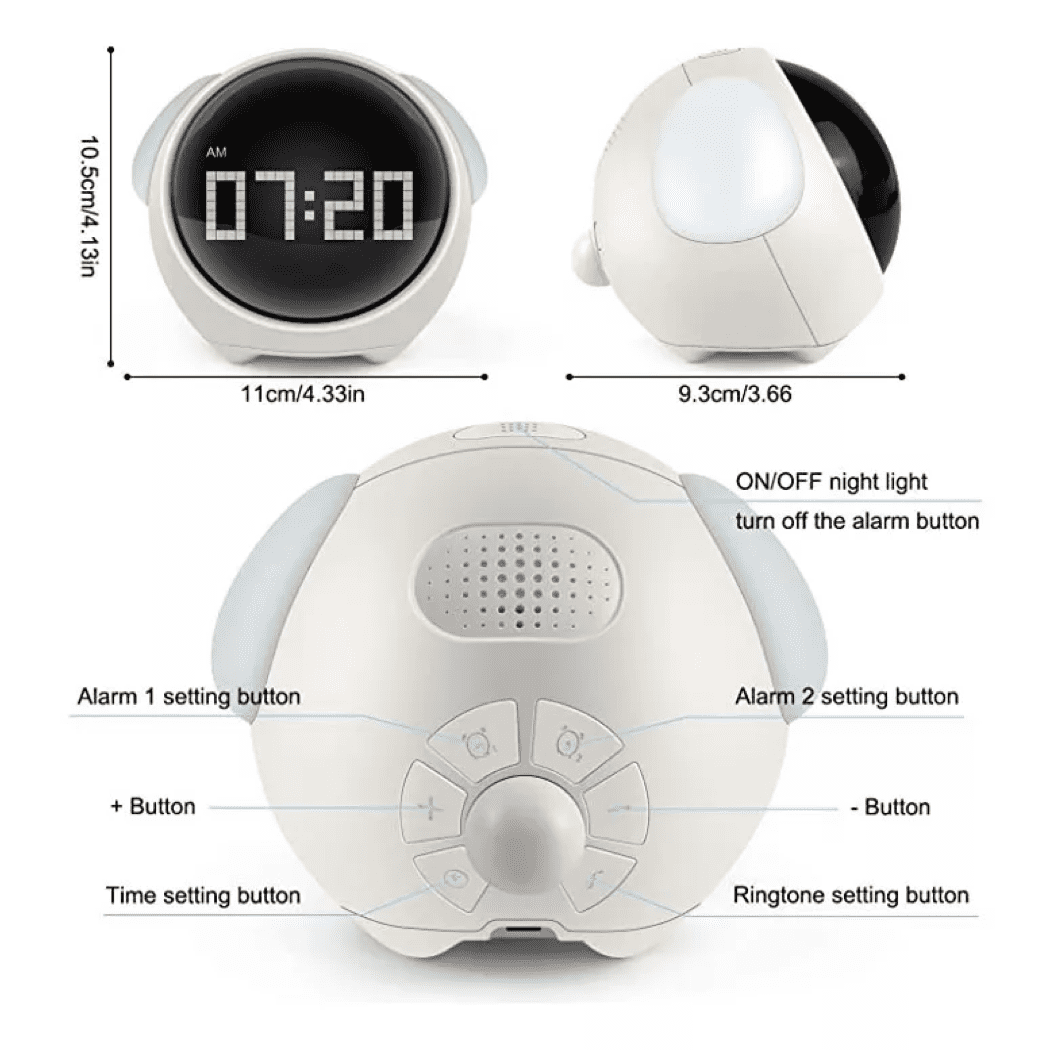 10.5cm/4.13in
AM
07:20
11cm/4.33in
9.3cm/3.66
ON/OFF night light
turn off the alarm button
Alarm 1 setting button
Alarm 2 setting button
1
2
+ Button
- Button
Time setting button
Ringtone setting button